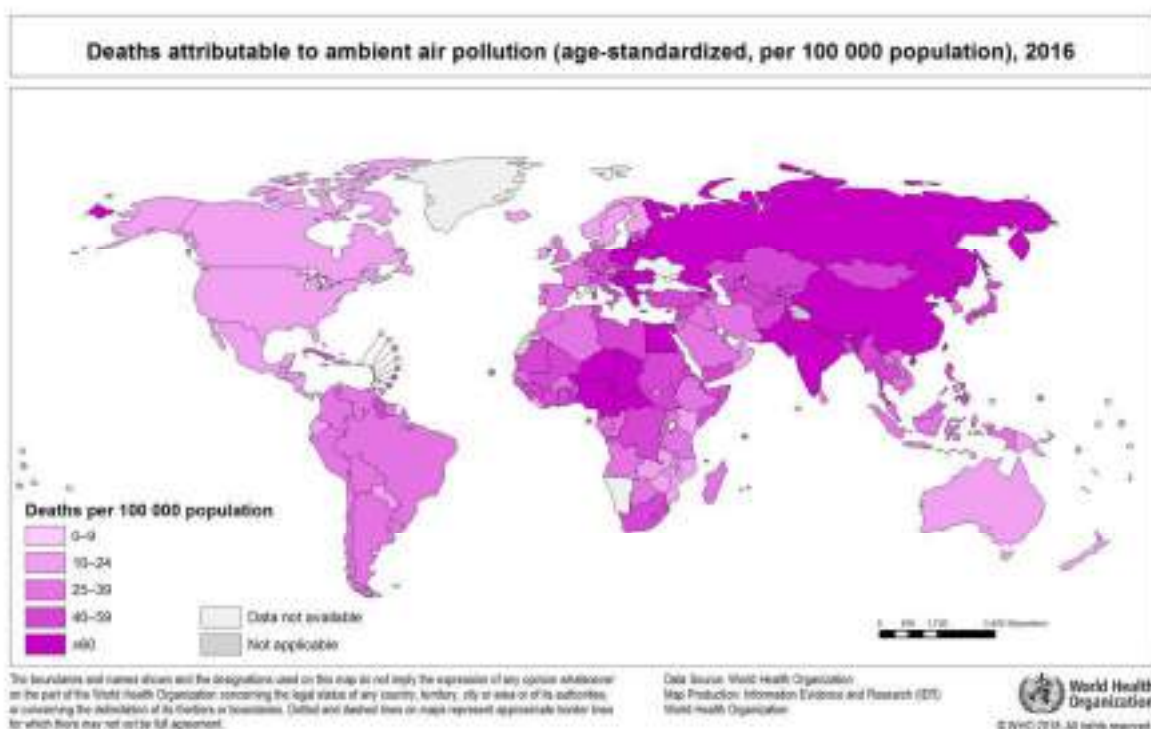 Deaths attributable to ambient air pollution (age-standardized, per 100 000 population), 2016
Deaths per 100 000 population
0–9
10–24
25–39
40–59
≥60
Data not available
Not applicable
The boundaries and names shown and the designations used on this map do not imply the expression of any opinion whatsoever
on the part of the World Health Organization concerning the legal status of any country, territory, city or area or of its authorities,
or concerning the delimitation of its frontiers or boundaries. Dotted and dashed lines on maps represent approximate border lines
for which there may not yet be full agreement.
Data Source: World Health Organization
Map Production: Information Evidence and Research (IER)
World Health Organization
World Health
Organization
© WHO 2018. All rights reserved.